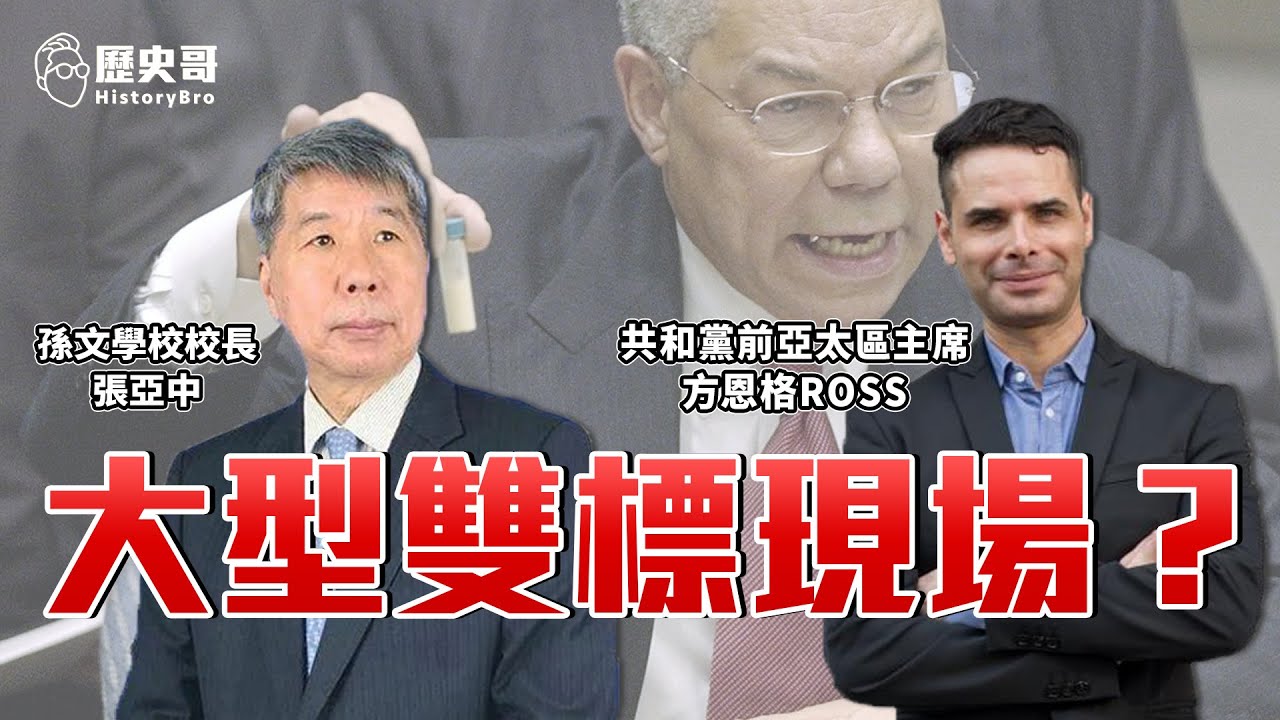 歷史哥
HistoryBro
孫文學校校長
張亞中
共和黨前亞太區主席
方恩格ROSS
大型雙標現場？